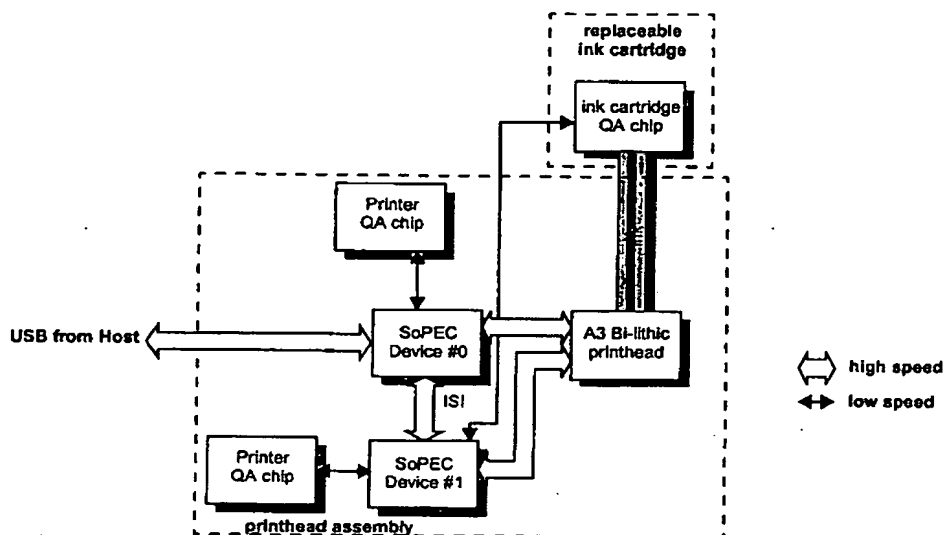 replaceable
ink cartridge
ink cartridge
QA chip
Printer
QA chip
USB from Host
SoPEC
Device #0
A3 Bi-lithic
printhead
high speed
low speed
ISI
Printer
QA chip
SoPEC
Device #1
printhead assembly